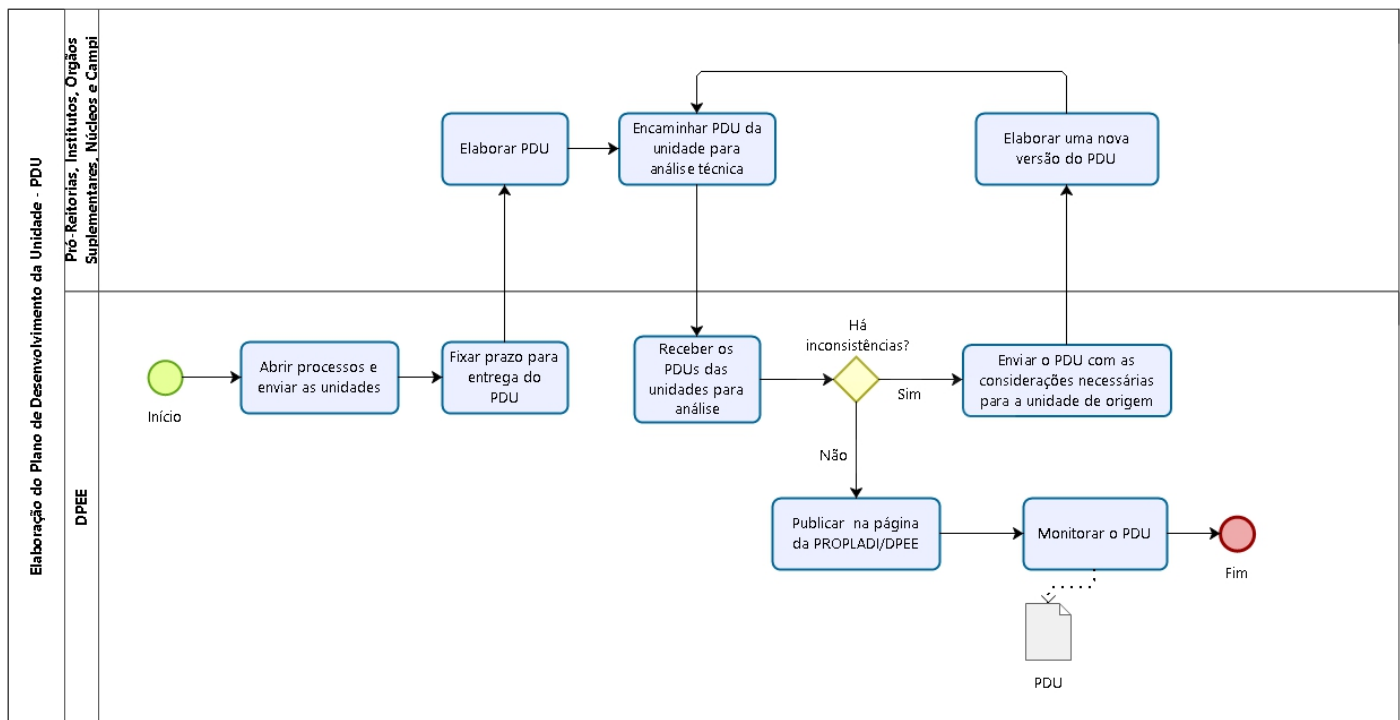 Elaboração do Plano de Desenvolvimento da Unidade - PDU
Pró-Reitorias, Institutos, Orgãos
Suplementares, Núcleos e Campi
Elaborar PDU
Encaminhar PDU da
unidade para
análise técnica
Elaborar uma nova
versão do PDU
DPEE
Início
Abrir processos e
enviar as unidades
Fixar prazo para
entrega do
PDU
Receber os
PDUs das
unidades para
análise
Há
inconsistências?
Sim
Enviar o PDU com as
considerações necessárias
para a unidade de origem
Não
Publicar na página
da PROPLADI/DPEE
Monitorar o PDU
Fim
PDU